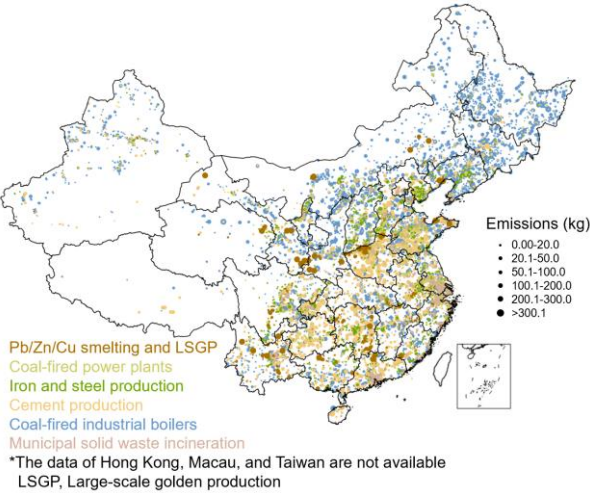 Emissions (kg)
0.00-20.0
20.1-50.0
50.1-100.0
100.1-200.0
200.1-300.0
>300.1
Pb/Zn/Cu smelting and LSGP
Coal-fired power plants
Iron and steel production
Cement production
Coal-fired industrial boilers
Municipal solid waste incineration
*The data of Hong Kong, Macau, and Taiwan are not available
LSGP, Large-scale golden production